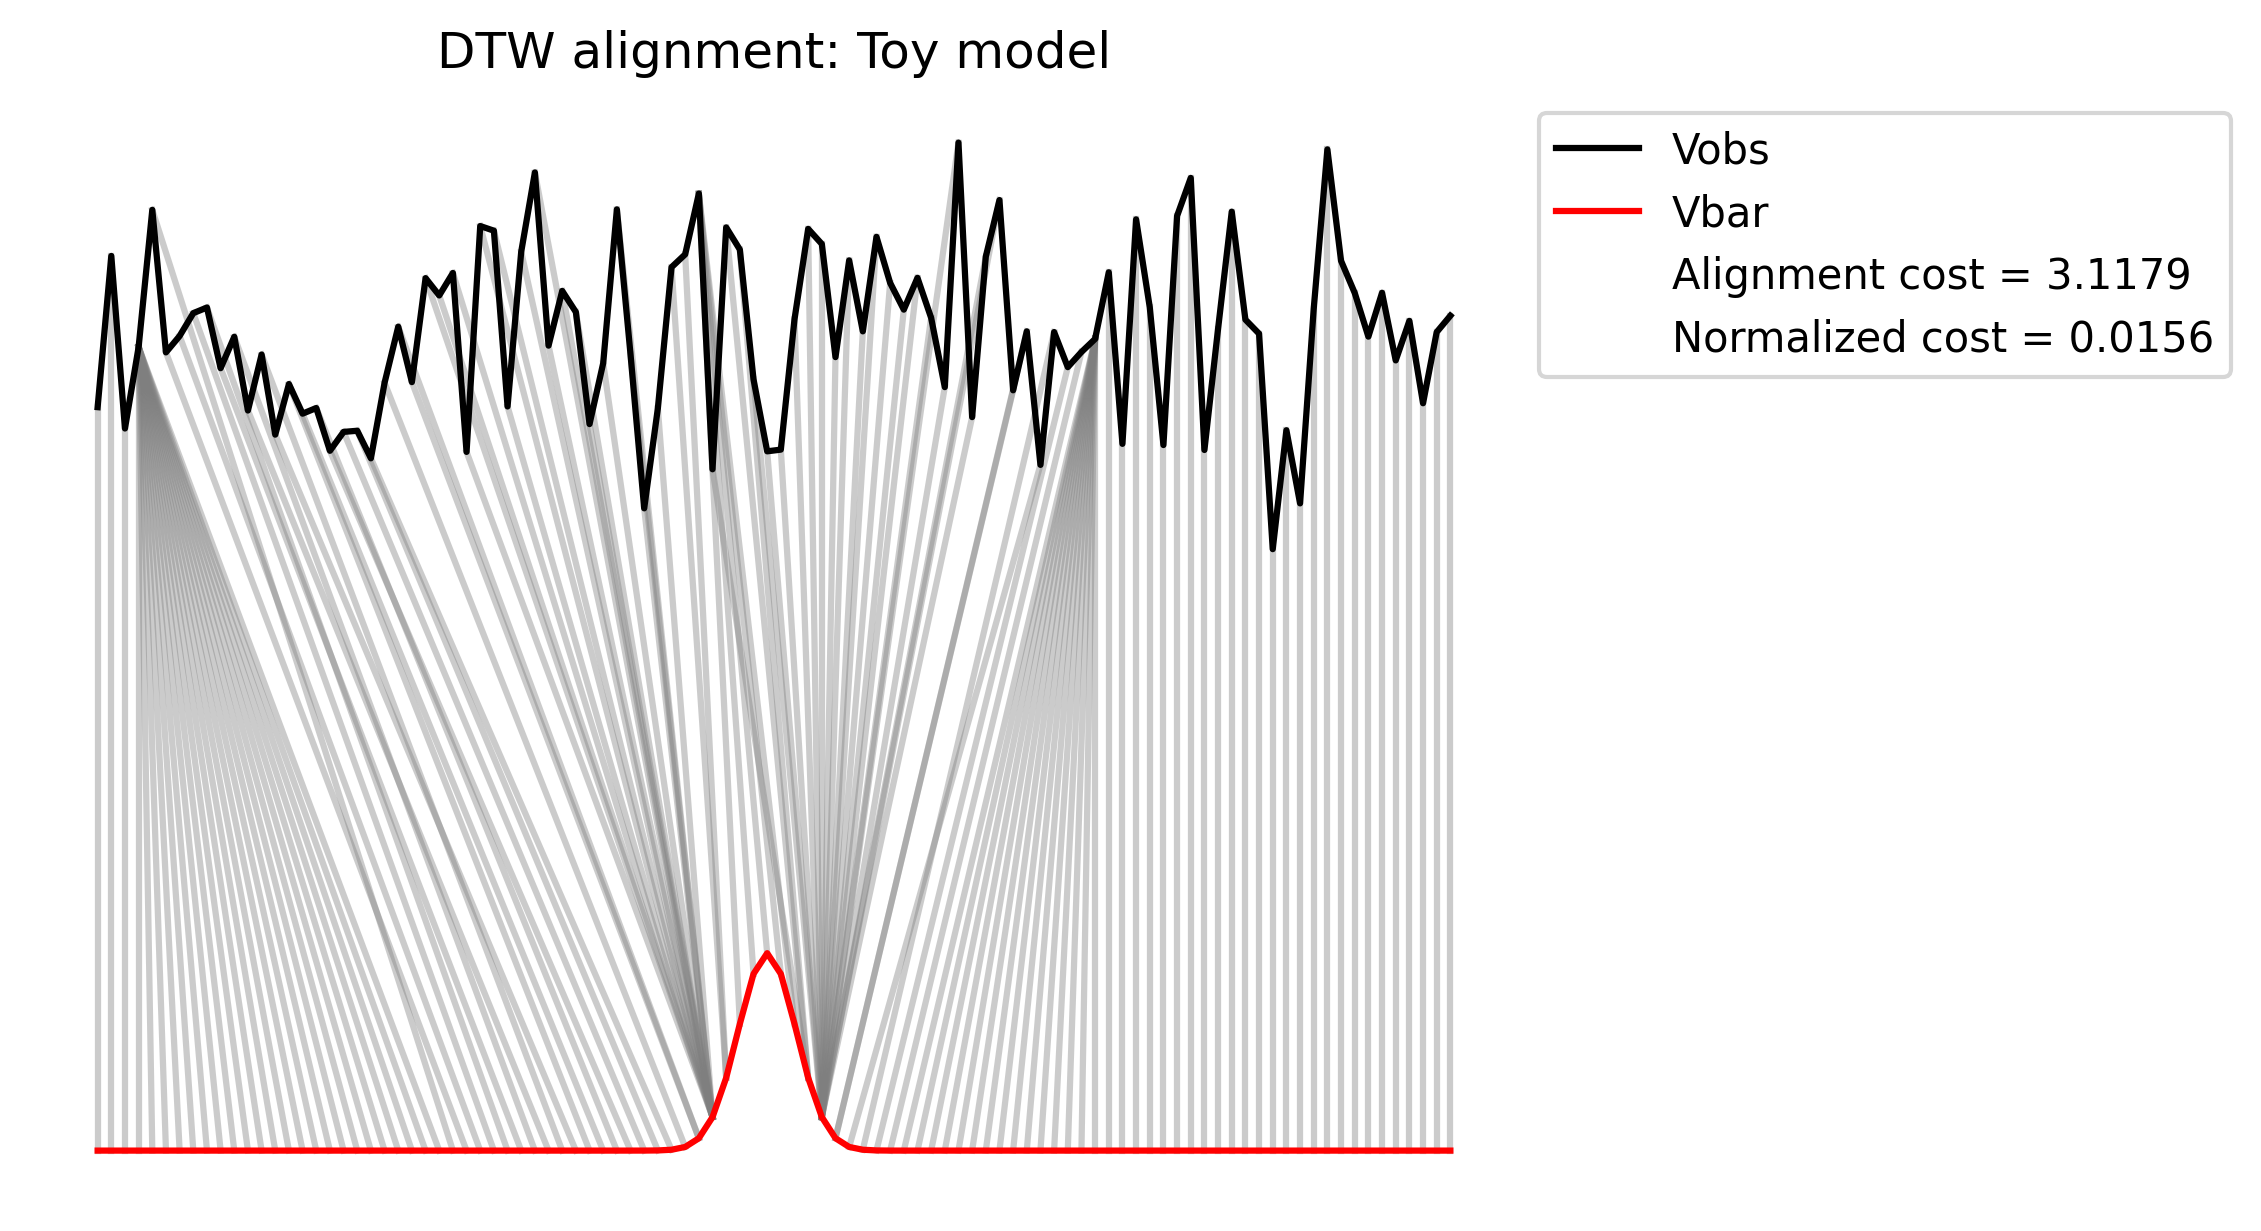 DTW alignment: Toy model
Vobs
Vbar
Alignment cost = 3.1179
Normalized cost = 0.0156